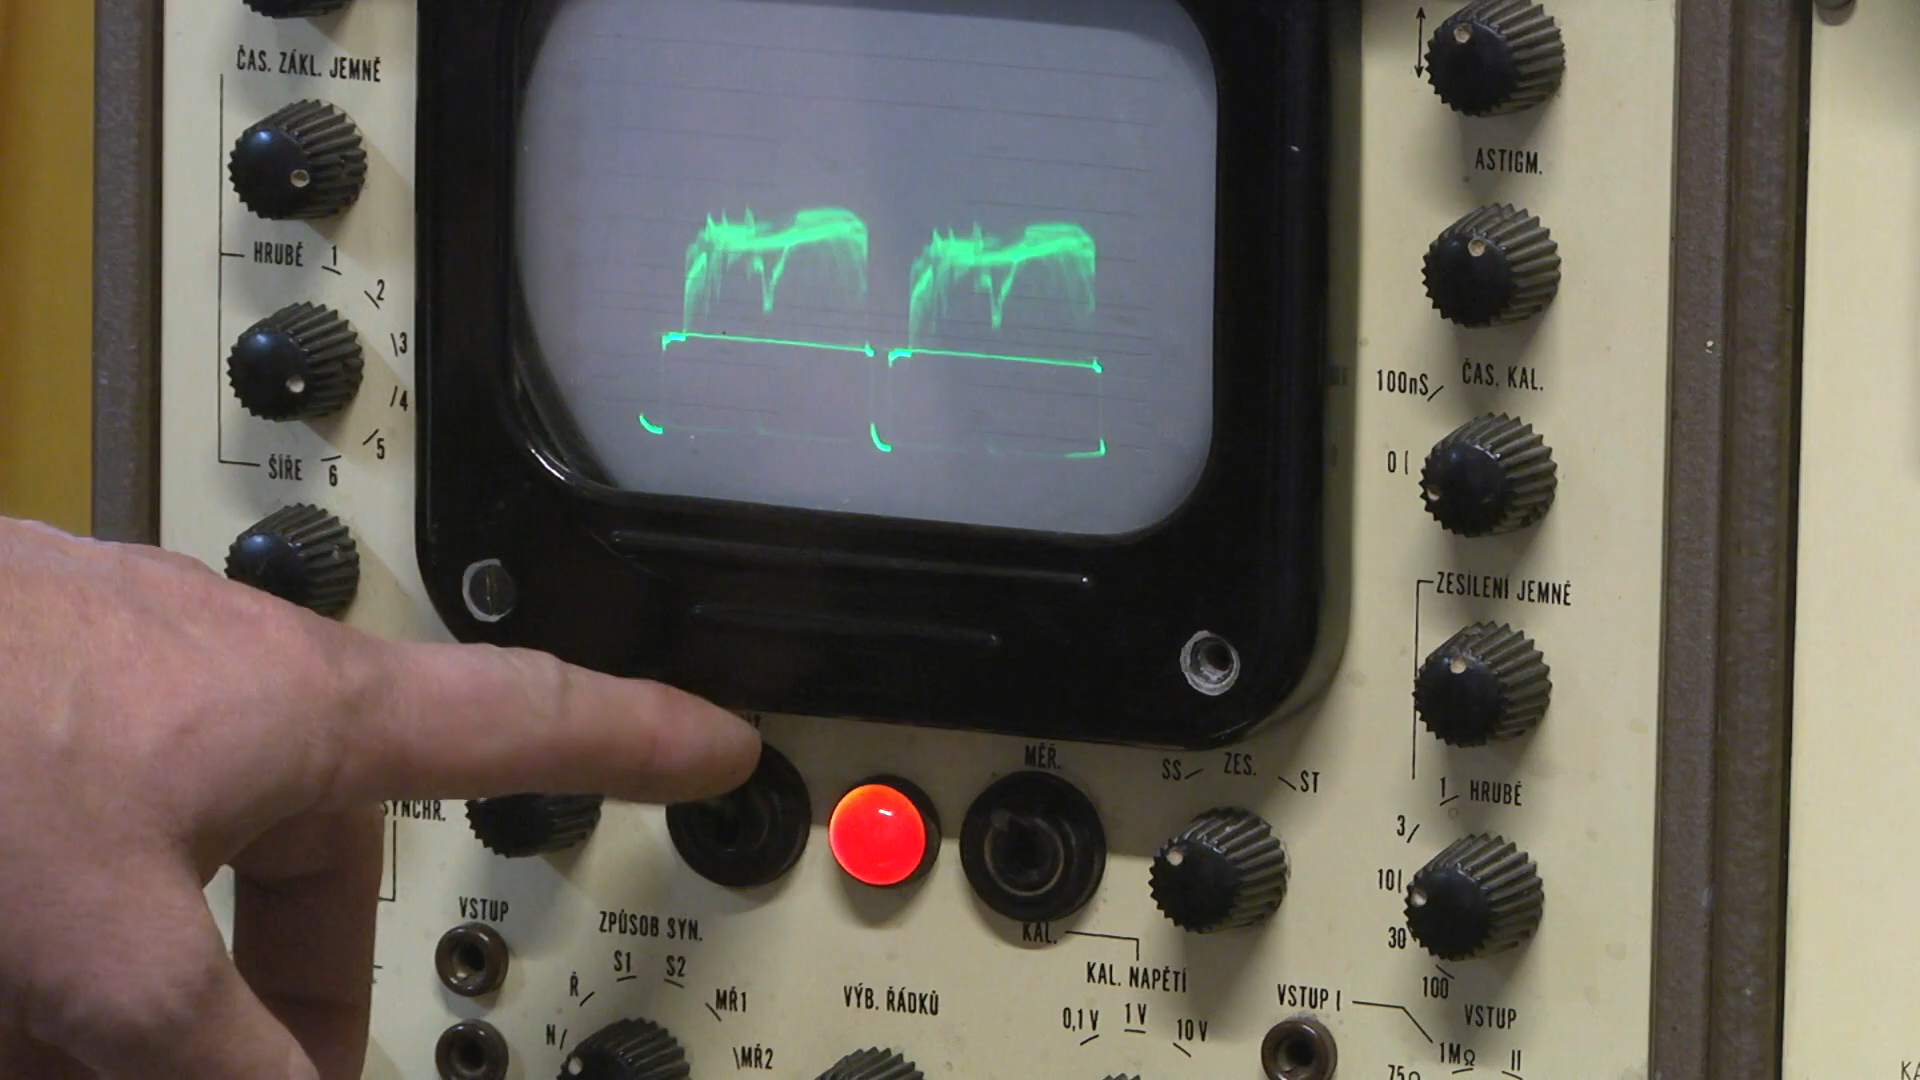 ČAS. ZÁKL. JEMNĚ
HRUBĚ 1
2
3
4
5
ŠÍŘE 6
ASTIGM.
100nS
ČAS. KAL.
0
ZESÍLENÍ JEMNĚ
1 HRUBĚ
3
10
30
100
SYNCHR.
MĚŘ.
SS ZES. ST
KAL.
KAL. NAPĚTÍ
0,1 V 1 V 10 V
VSTUP
ZPŮSOB SYN.
N Ř S1 S2 MŘ1
MŘ2
VÝB. ŘÁDKŮ
VSTUP I
VSTUP
1MΩ II
75Ω